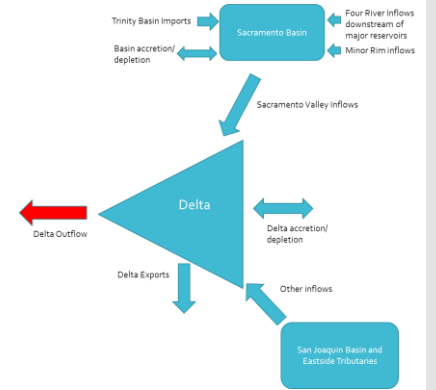 Trinity Basin Imports
Sacramento Basin
Four River Inflows
downstream of
major reservoirs
Basin accretion/
depletion
Minor Rim inflows
Sacramento Valley Inflows
Delta
Delta Outflow
Delta accretion/
depletion
Delta Exports
Other inflows
San Joaquin Basin and
Eastside Tributaries